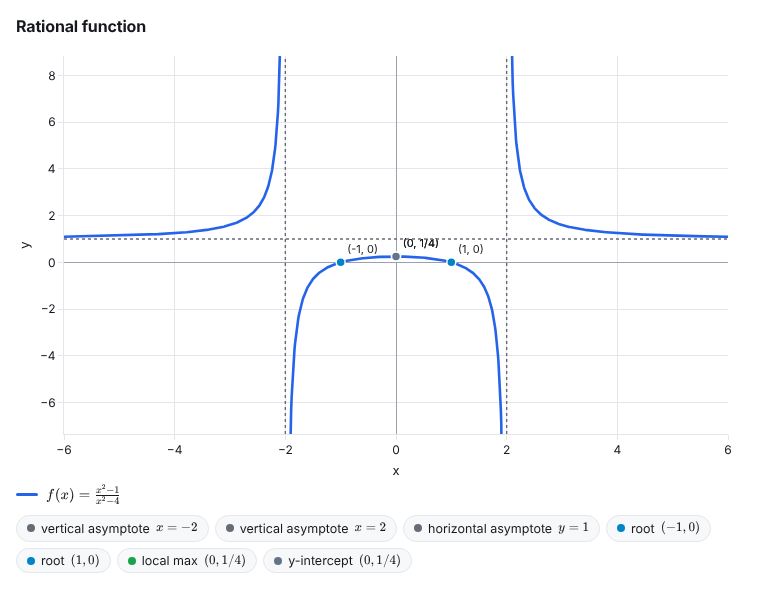 Rational function
8
6
4
2
0
−2
−4
−6
y
(-1, 0)
(0, 1/4)
(1, 0)
−6 −4 −2 0 2 4 6
x
f(x) = x²−1 / x²−4
vertical asymptote x = −2 vertical asymptote x = 2 horizontal asymptote y = 1 root (−1, 0)
root (1, 0) local max (0, 1/4) y-intercept (0, 1/4)